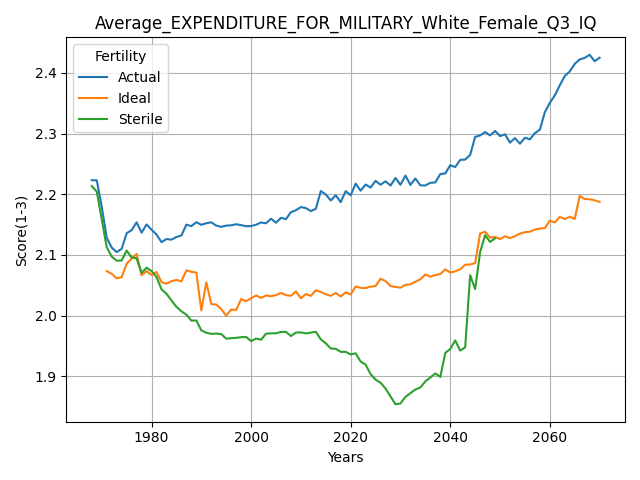 Average_EXPENDITURE_FOR_MILITARY_White_Female_Q3_IQ
Fertility
Actual
Ideal
Sterile
Score(1-3)
2.4
2.3
2.2
2.1
2.0
1.9
1980
2000
2020
2040
2060
Years